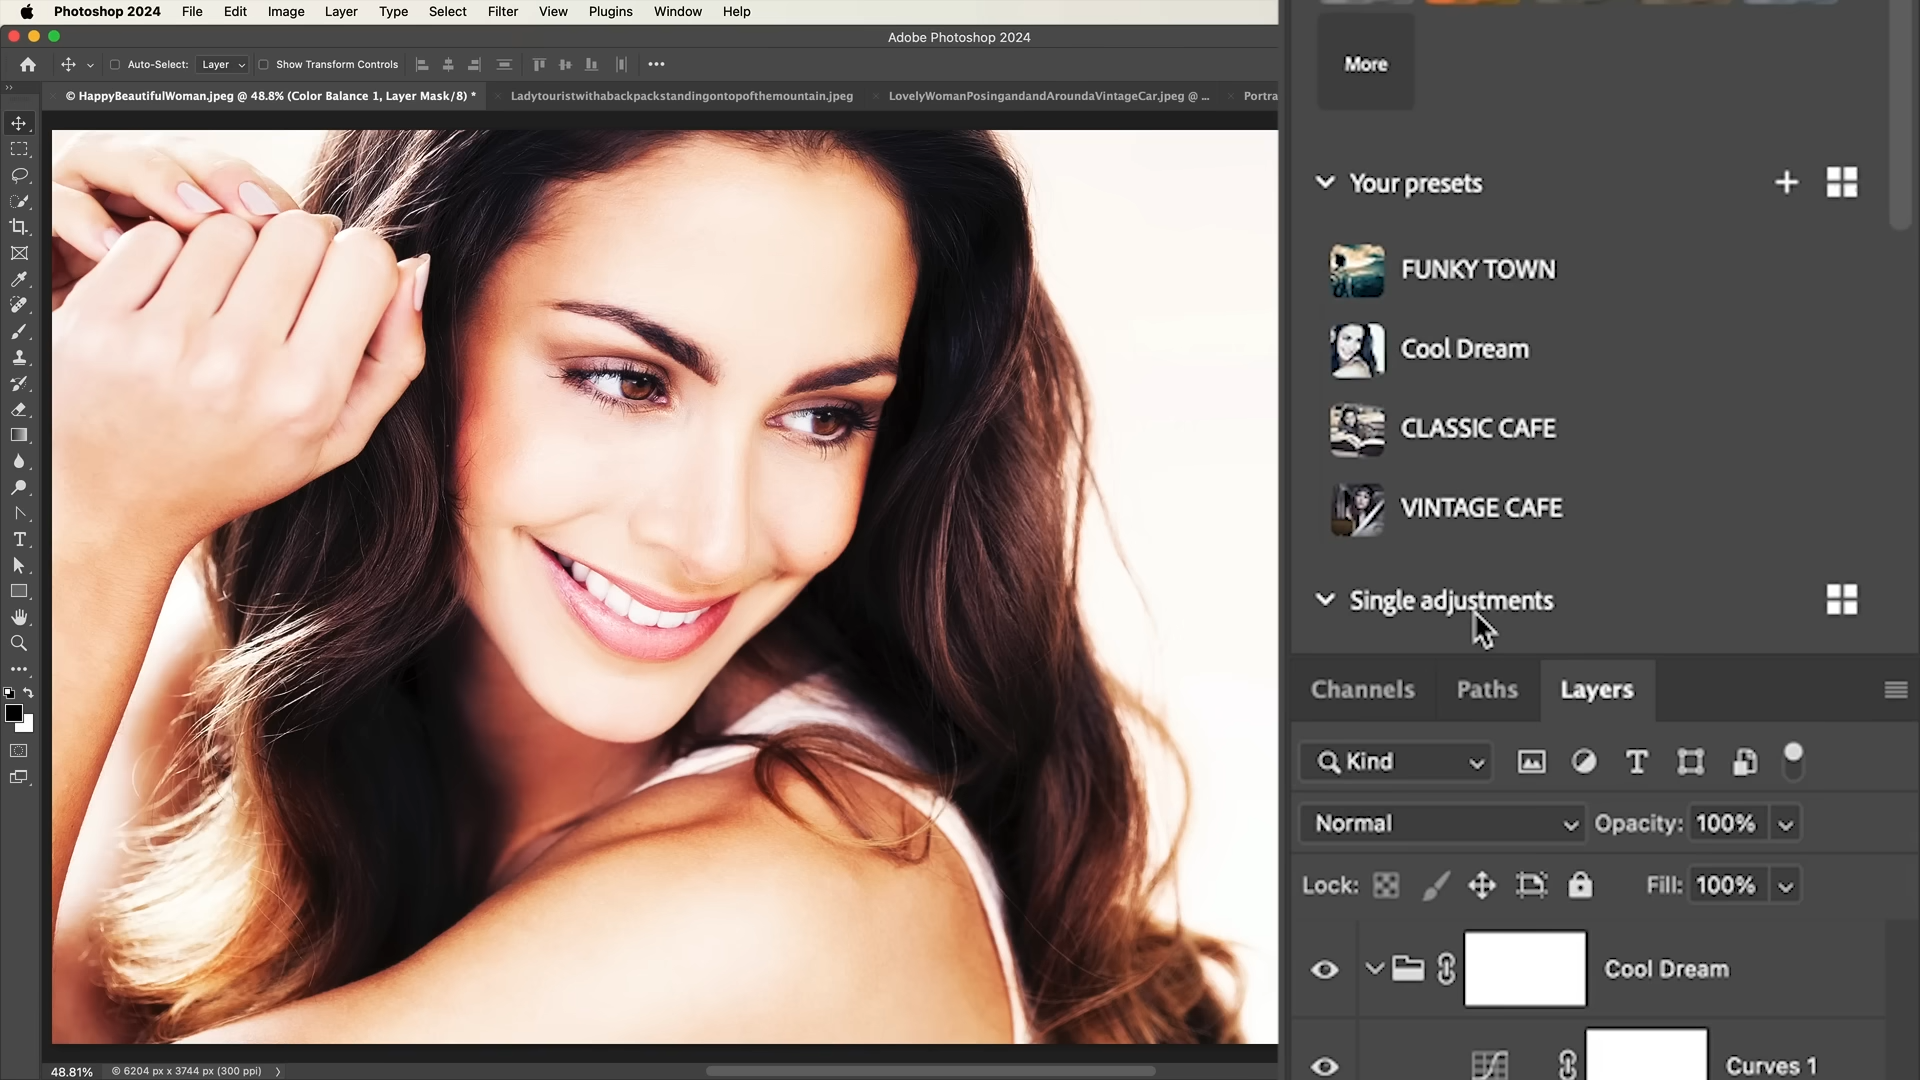 Photoshop 2024 File Edit Image Layer Type Select Filter View Plugins Window Help
Adobe Photoshop 2024
Auto-Select: Layer Show Transform Controls
© HappyBeautifulWoman.jpeg @ 48.8% (Color Balance 1, Layer Mask/8) * Ladytouristwithabackpackstandingontopofthemountain.jpeg LovelyWomanPosingandandAroundaVintageCar.jpeg @ ... Portra
48.81% © 6204 px x 3744 px (300 ppi)
More
Your presets
FUNKY TOWN
Cool Dream
CLASSIC CAFE
VINTAGE CAFE
Single adjustments
Channels Paths Layers
Kind
Normal Opacity: 100%
Lock: Fill: 100%
Cool Dream
Curves 1